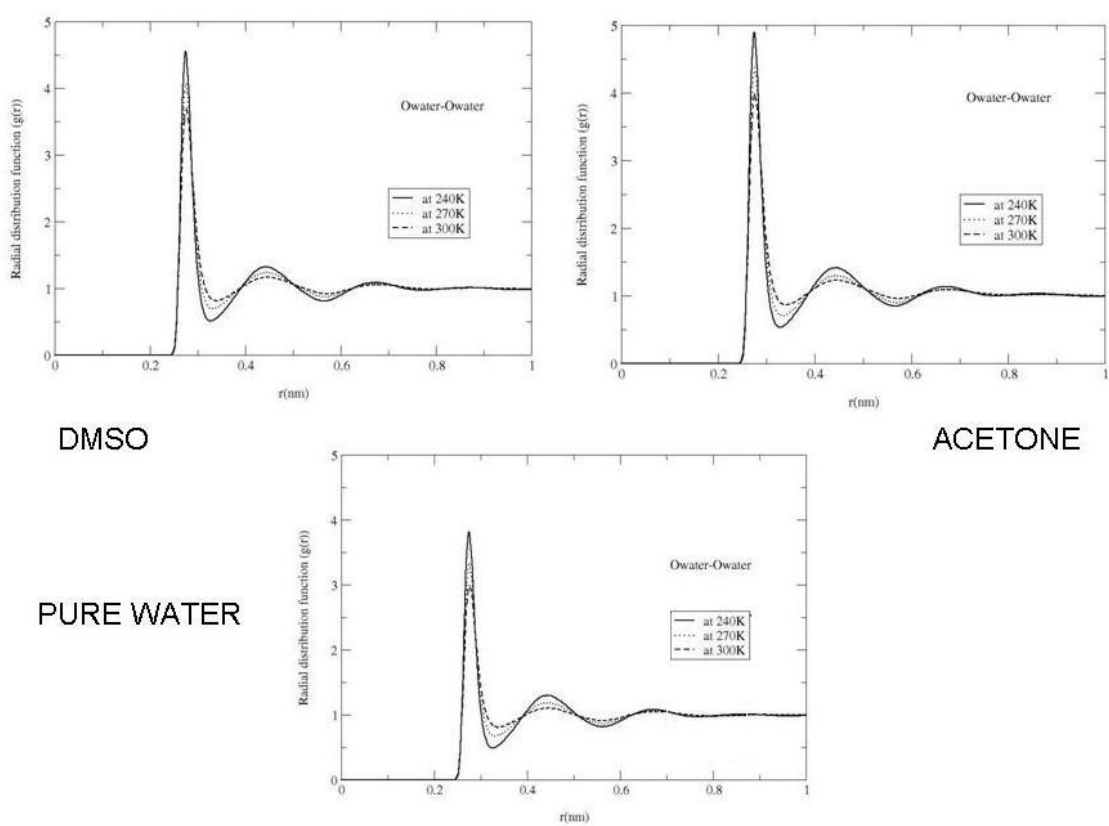 5
4
3
2
1
0
Radial distribution function (g(r))
Owater-Owater
at 240K
at 270K
at 300K
0
0.2
0.4
0.6
0.8
1
r(nm)
DMSO
5
4
3
2
1
0
Radial distribution function (g(r))
Owater-Owater
at 240K
at 270K
at 300K
0
0.2
0.4
0.6
0.8
1
r(nm)
ACETONE
PURE WATER
5
4
3
2
1
0
Radial distribution function (g(r))
Owater-Owater
at 240K
at 270K
at 300K
0
0.2
0.4
0.6
0.8
1
r(nm)